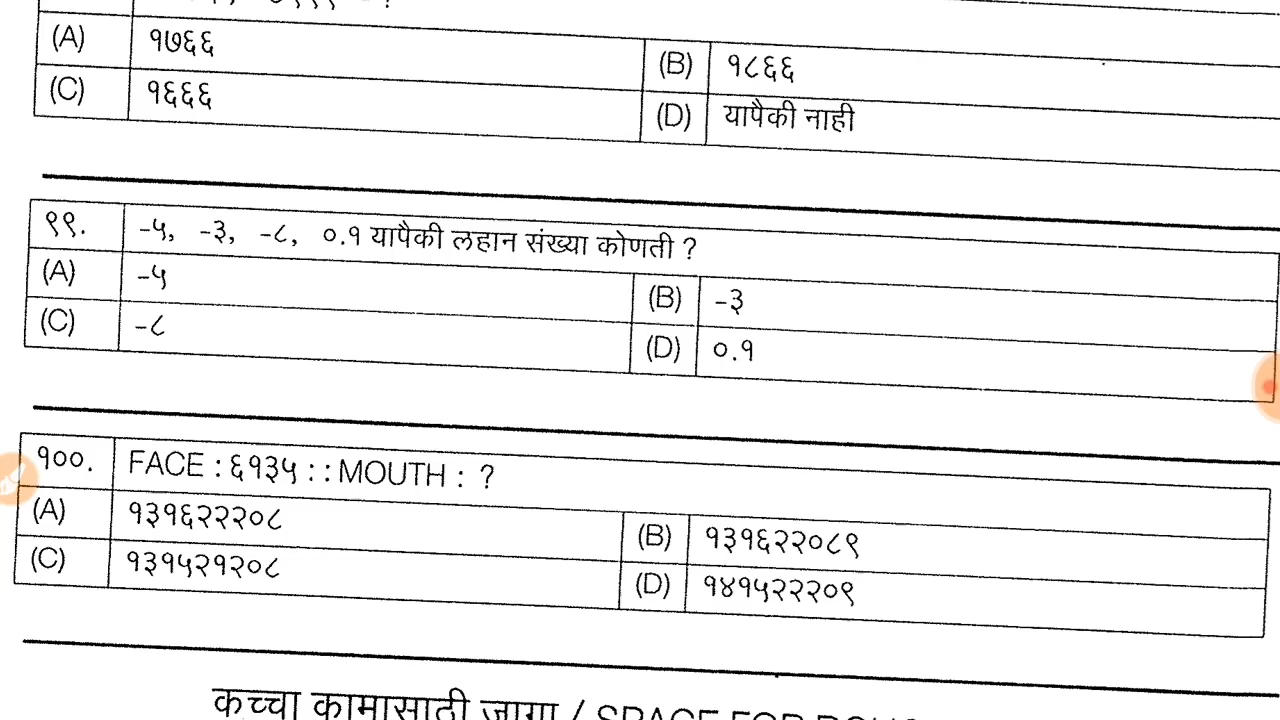 ?
(A) १७६६ (B) १८६६
(C) १६६६ (D) यापैकी नाही
९९. -५, -३, -८, ०.१ यापैकी लहान संख्या कोणती ?
(A) -५ (B) -३
(C) -८ (D) ०.१
१००. FACE : ६१३५ : : MOUTH : ?
(A) १३१६२२२०८ (B) १३१६२२०८९
(C) १३१५२१२०८ (D) १४१५२२२०९
कच्चा कामासाठी जागा / SPACE FOR